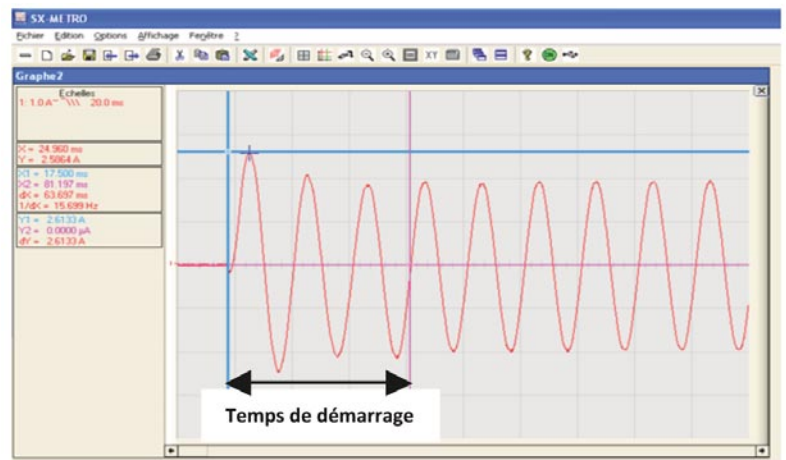 SX-METRO
Fichier Edition Options Affichage Fenêtre ?
XY ?
Graphe2
Echelles
1: 1.0 A~ \\\ 20.0 ms
X = 24.960 ms
Y = 2.5864 A
X1 = 17.500 ms
X2 = 81.197 ms
dX = 63.697 ms
1/dX = 15.699 Hz
Y1 = 2.6133 A
Y2 = 0.0000 µA
dY = 2.6133 A
Temps de démarrage